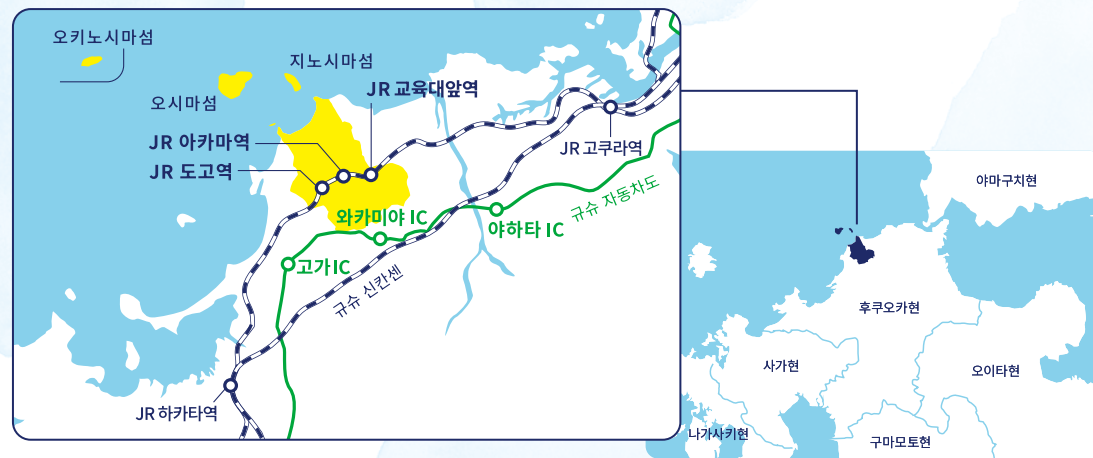 오키노시마섬
지노시마섬
오시마섬
JR 교육대앞역
JR 아카마역
JR 도고역
JR 고쿠라역
와카미야 IC
야하타 IC
규슈 자동차도
고가 IC
규슈 신칸센
JR 하카타역
야마구치현
후쿠오카현
사가현
오이타현
나가사키현
구마모토현